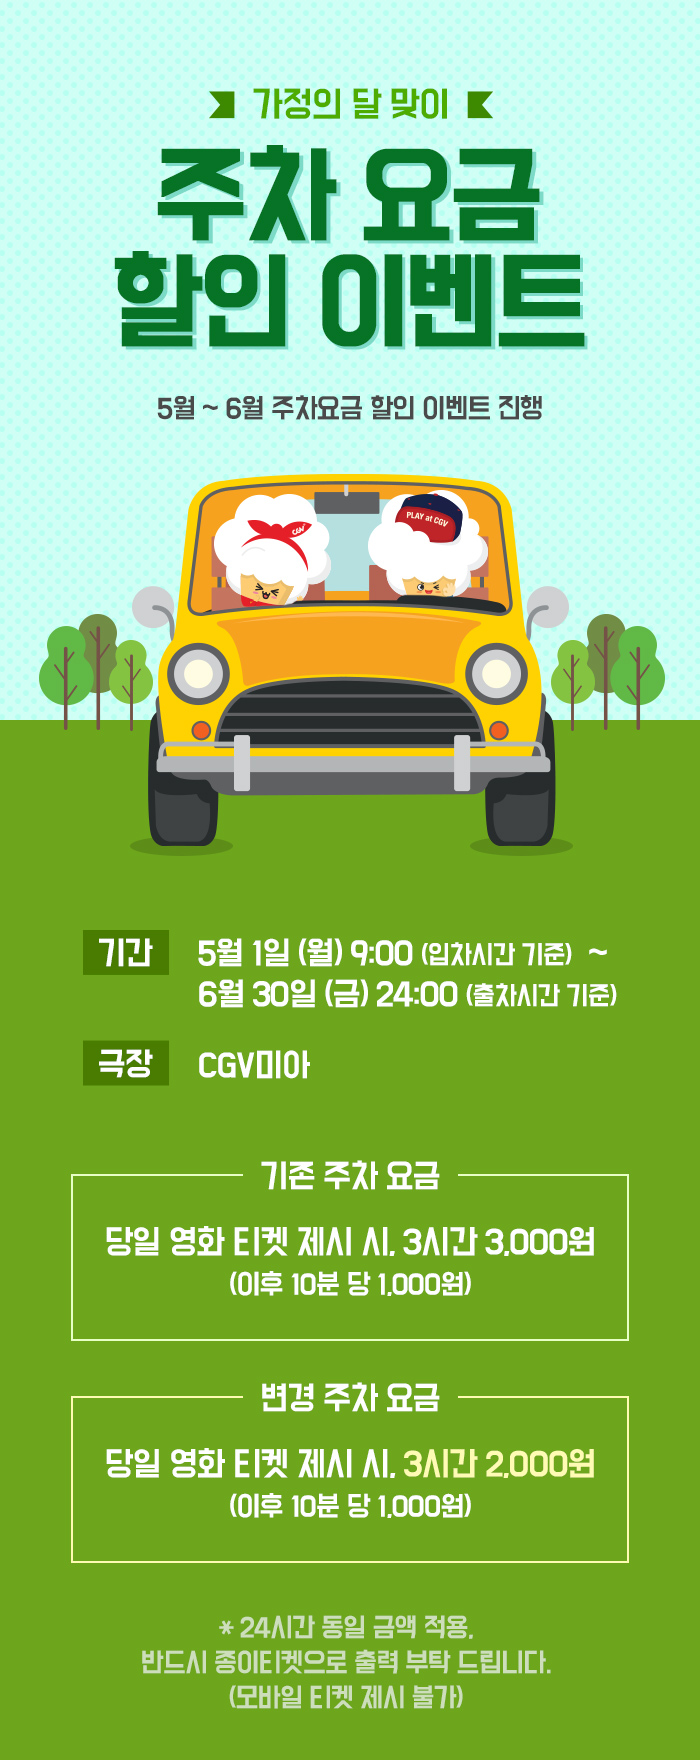 가정의 달 맞이
주차 요금
할인 이벤트
5월 ~ 6월 주차요금 할인 이벤트 진행
CGV
PLAY at CGV
기간 5월 1일 (월) 9:00 (입차시간 기준) ~
6월 30일 (금) 24:00 (출차시간 기준)
극장 CGV미아
기존 주차 요금
당일 영화 티켓 제시 시, 3시간 3,000원
(이후 10분 당 1,000원)
변경 주차 요금
당일 영화 티켓 제시 시, 3시간 2,000원
(이후 10분 당 1,000원)
* 24시간 동일 금액 적용,
반드시 종이티켓으로 출력 부탁 드립니다.
(모바일 티켓 제시 불가)